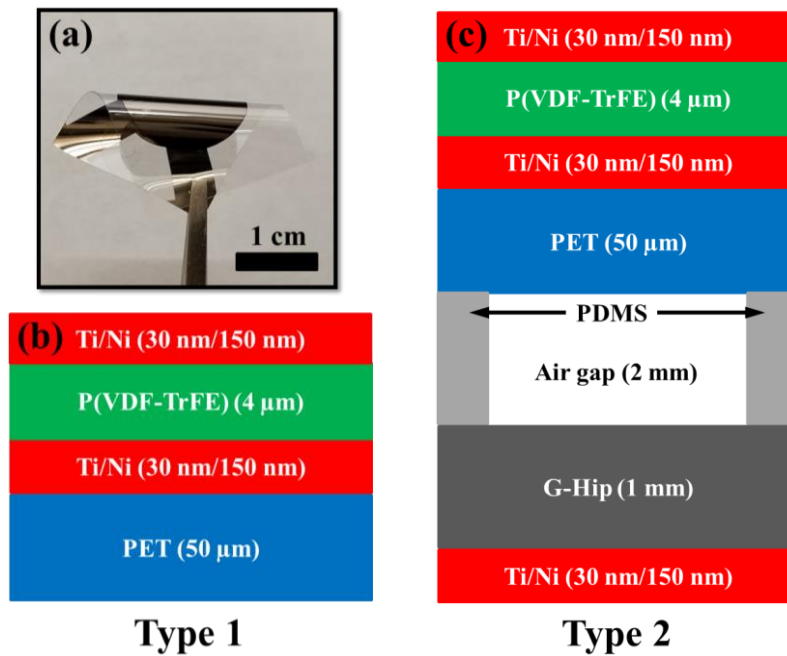 (a)
1 cm
(b)
Ti/Ni (30 nm/150 nm)
P(VDF-TrFE) (4 µm)
Ti/Ni (30 nm/150 nm)
PET (50 µm)
Type 1
(c)
Ti/Ni (30 nm/150 nm)
P(VDF-TrFE) (4 µm)
Ti/Ni (30 nm/150 nm)
PET (50 µm)
PDMS
Air gap (2 mm)
G-Hip (1 mm)
Ti/Ni (30 nm/150 nm)
Type 2